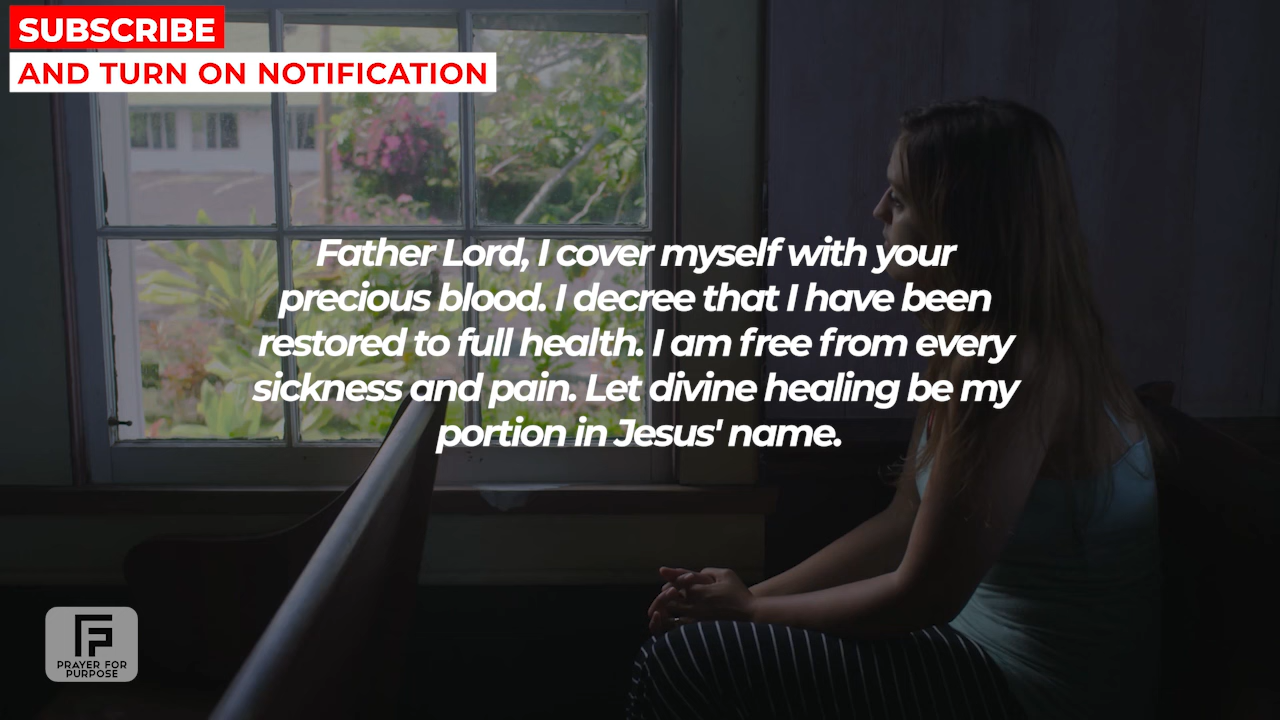 SUBSCRIBE
AND TURN ON NOTIFICATION
Father Lord, I cover myself with your
precious blood. I decree that I have been
restored to full health. I am free from every
sickness and pain. Let divine healing be my
portion in Jesus' name.
PRAYER FOR
PURPOSE